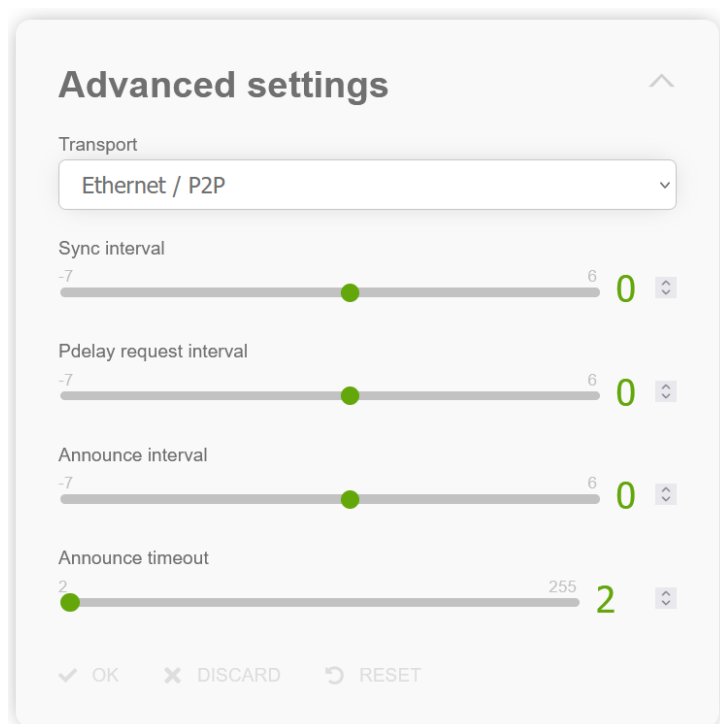 Advanced settings
Transport
Ethernet / P2P
Sync interval
-7 6 0
Pdelay request interval
-7 6 0
Announce interval
-7 6 0
Announce timeout
2 255 2
OK DISCARD RESET